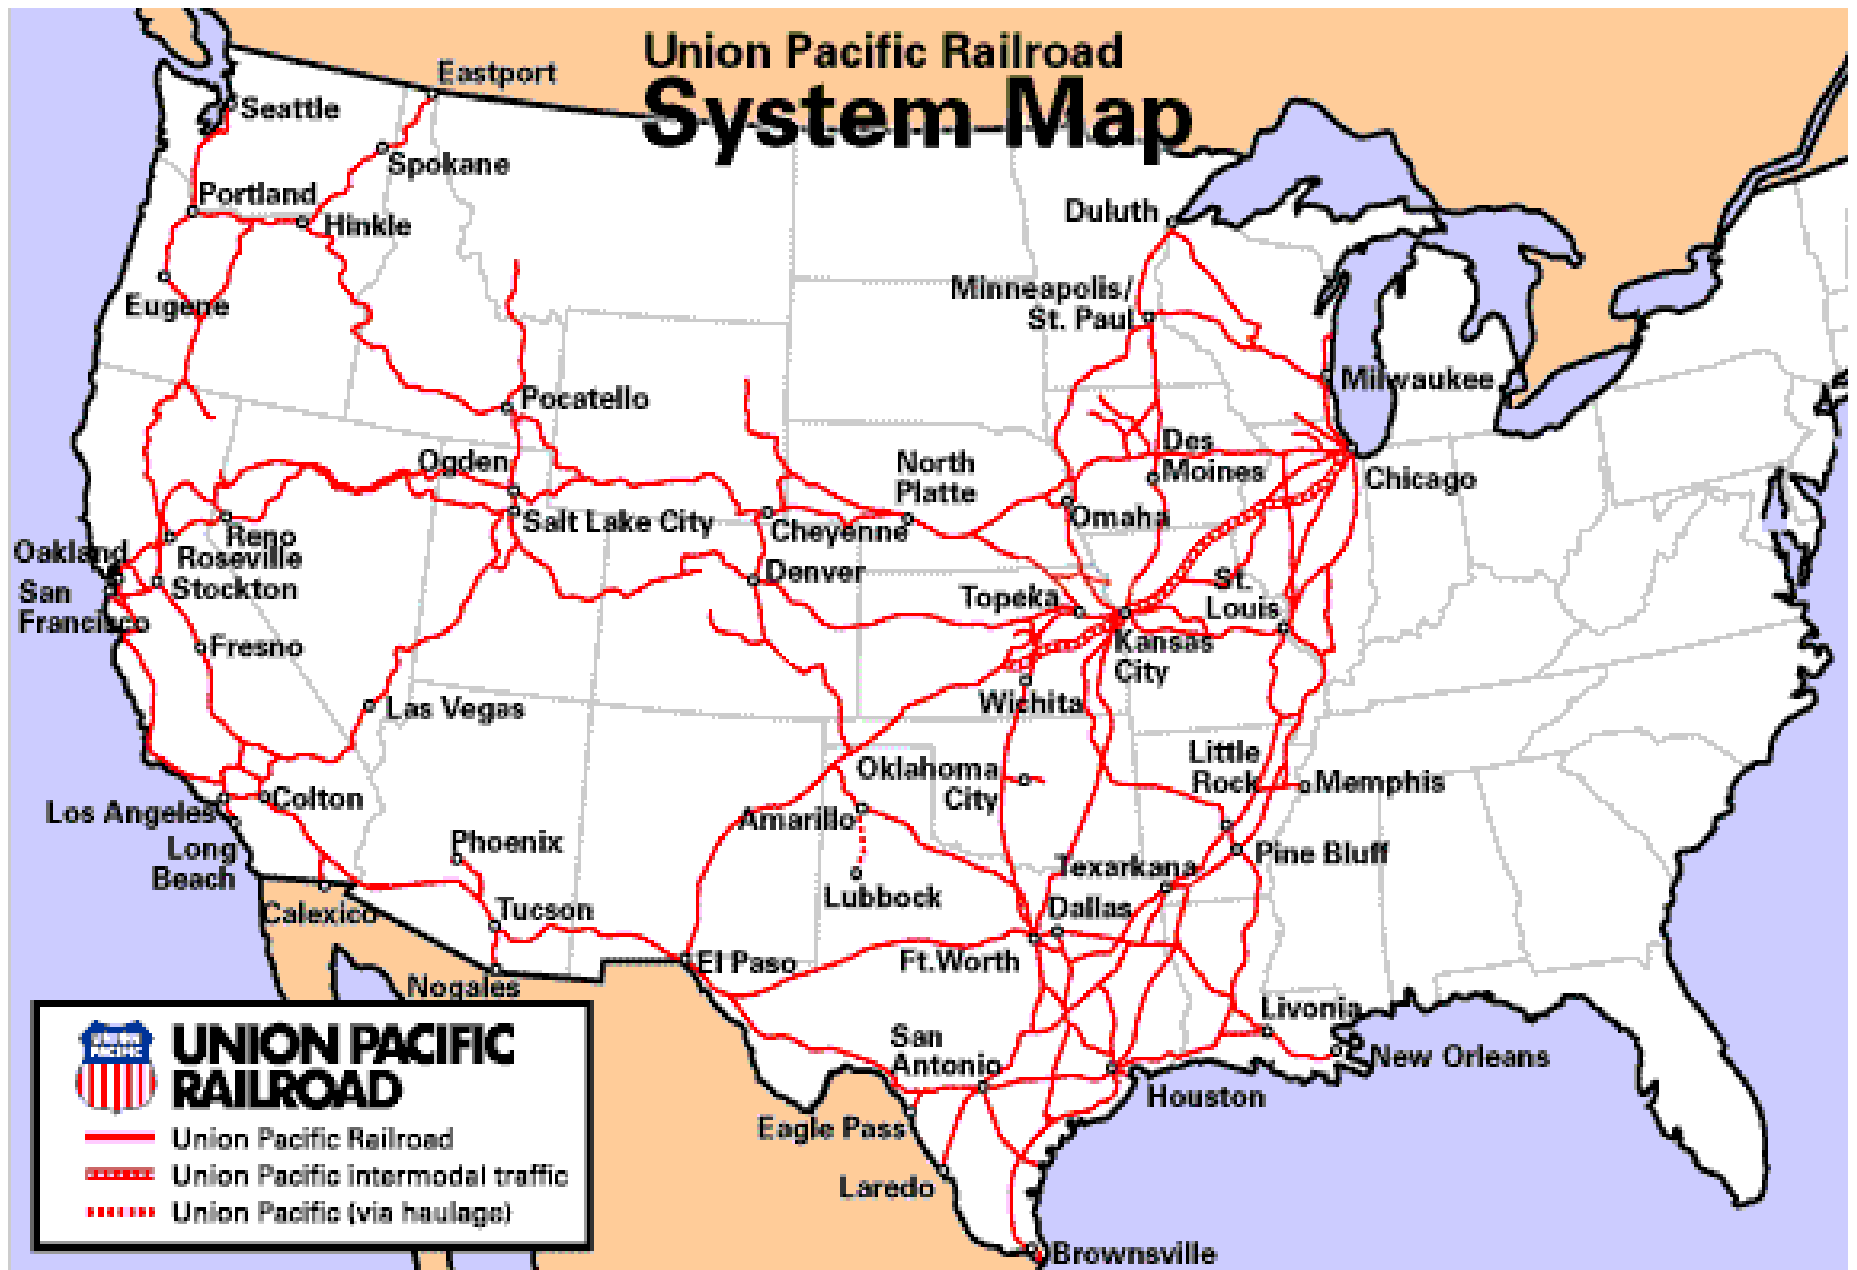 Union Pacific Railroad
System Map
Eastport
Seattle
Spokane
Portland
Hinkle
Duluth
Eugene
Minneapolis/
St. Paul
Milwaukee
Pocatello
Ogden
North
Platte
Des
Moines
Chicago
Salt Lake City
Cheyenne
Omaha
Reno
Roseville
Oakland
San
Francisco
Stockton
Denver
Topeka
St.
Louis
Kansas
City
Fresno
Las Vegas
Wichita
Little
Rock
Memphis
Oklahoma
City
Colton
Los Angeles
Long
Beach
Amarillo
Phoenix
Pine Bluff
Texarkana
Lubbock
Calexico
Tucson
Dallas
Ft.Worth
El Paso
Nogales
Livonia
New Orleans
San
Antonio
Houston
Eagle Pass
Laredo
Brownsville
UNION
PACIFIC
UNION PACIFIC
RAILROAD
Union Pacific Railroad
Union Pacific intermodal traffic
Union Pacific (via haulage)